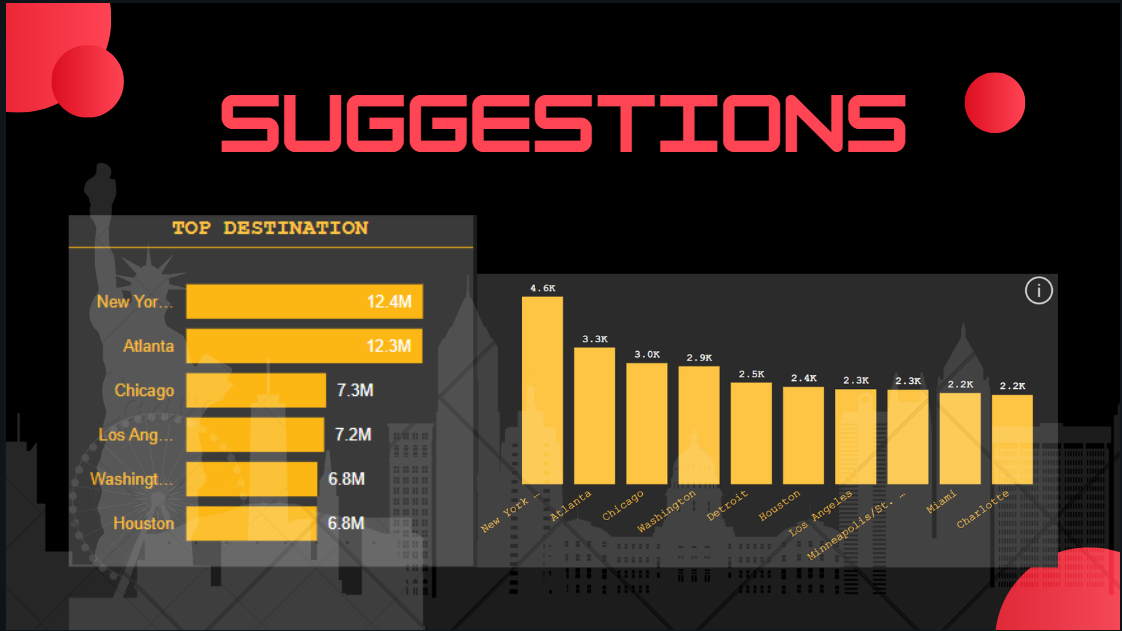 SUGGESTIONS
TOP DESTINATION
New Yor... 12.4M
Atlanta 12.3M
Chicago 7.3M
Los Ang... 7.2M
Washingt... 6.8M
Houston 6.8M
i
4.6K
3.3K
3.0K
2.9K
2.5K
2.4K
2.3K
2.3K
2.2K
2.2K
New York …
Atlanta
Chicago
Washington
Detroit
Houston
Los Angeles
Minneapolis/St. …
Miami
Charlotte